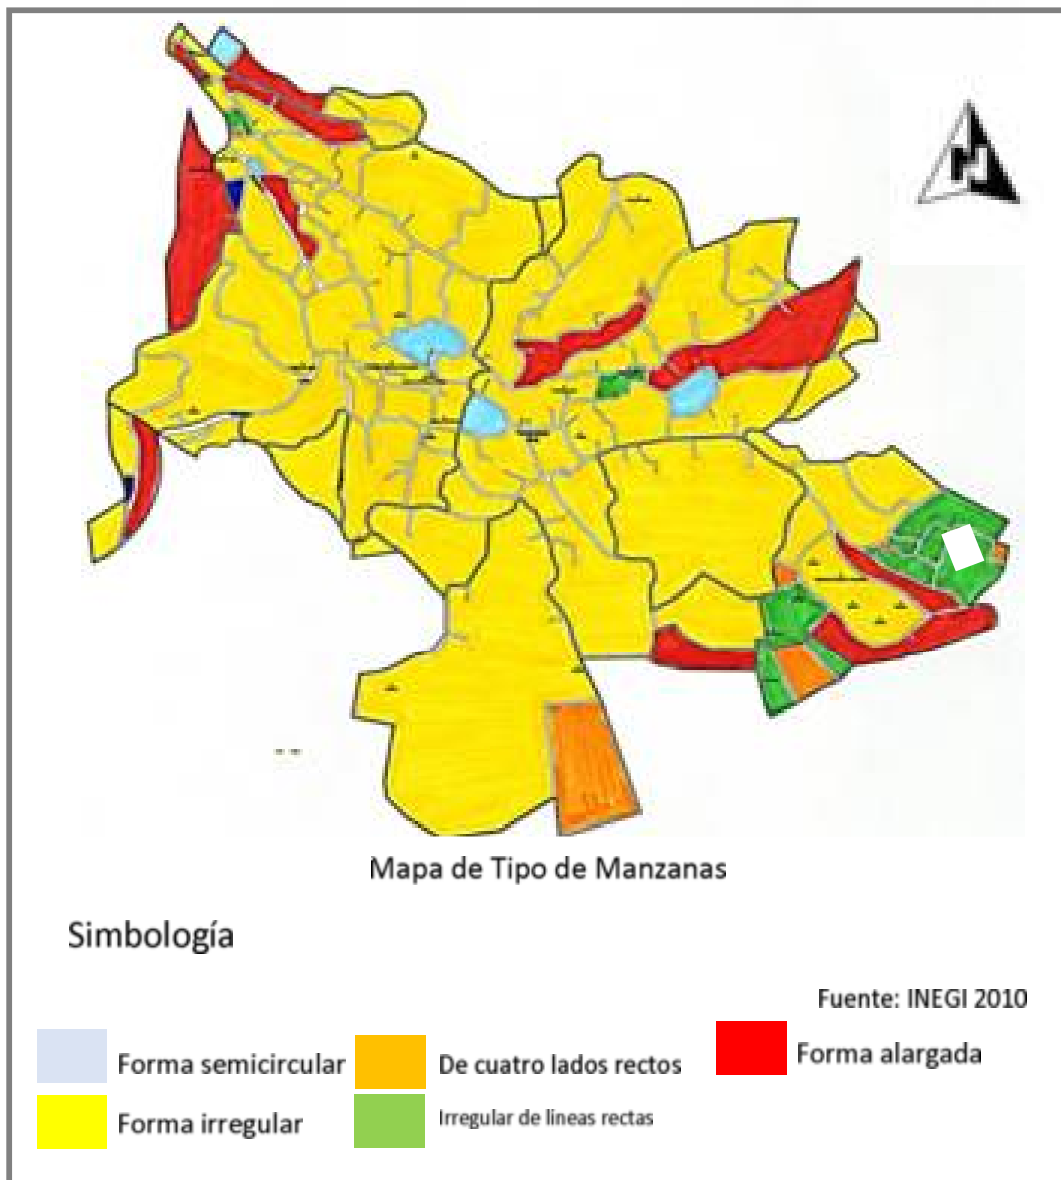 Mapa de Tipo de Manzanas
Simbología
Fuente: INEGI 2010
Forma semicircular
De cuatro lados rectos
Forma alargada
Forma irregular
Irregular de líneas rectas